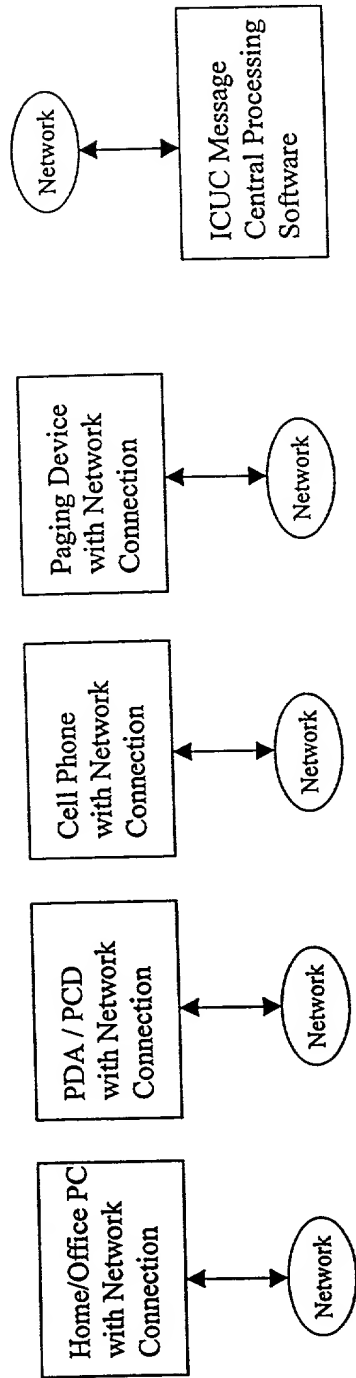 Home/Office PC
with Network
Connection
Network
PDA / PCD
with Network
Connection
Network
Cell Phone
with Network
Connection
Network
Paging Device
with Network
Connection
Network
Network
ICUC Message
Central Processing
Software